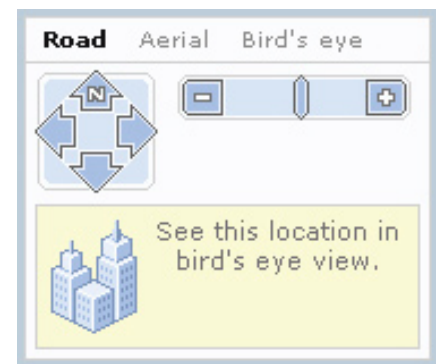 Road Aerial Bird's eye
N
See this location in
bird's eye view.